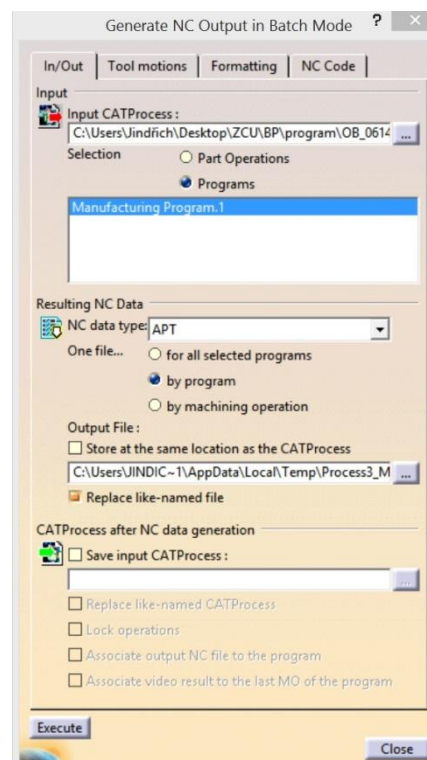 Generate NC Output in Batch Mode ?
In/Out Tool motions Formatting NC Code
Input
Input CATProcess :
C:\Users\Jindřich\Desktop\ZCU\BP\program\OB_0614 ...
Selection Part Operations
Programs
Manufacturing Program.1
Resulting NC Data
NC data type: APT
One file... for all selected programs
by program
by machining operation
Output File :
Store at the same location as the CATProcess
C:\Users\JINDIC~1\AppData\Local\Temp\Process3_M ...
Replace like-named file
CATProcess after NC data generation
Save input CATProcess :
...
Replace like-named CATProcess
Lock operations
Associate output NC file to the program
Associate video result to the last MO of the program
Execute
Close